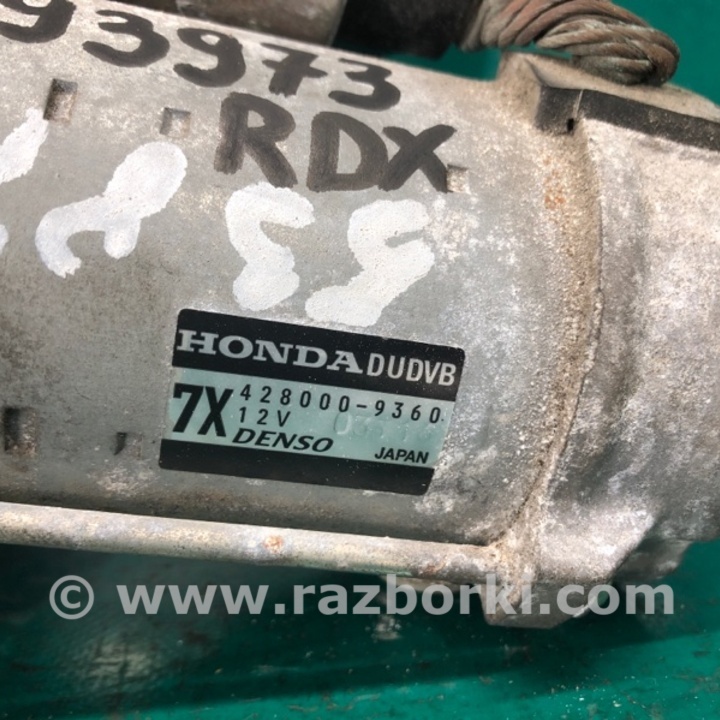 93973
RDX
HONDA DUDVB
7X 428000-9360
12V
DENSO JAPAN
© www.razborki.com